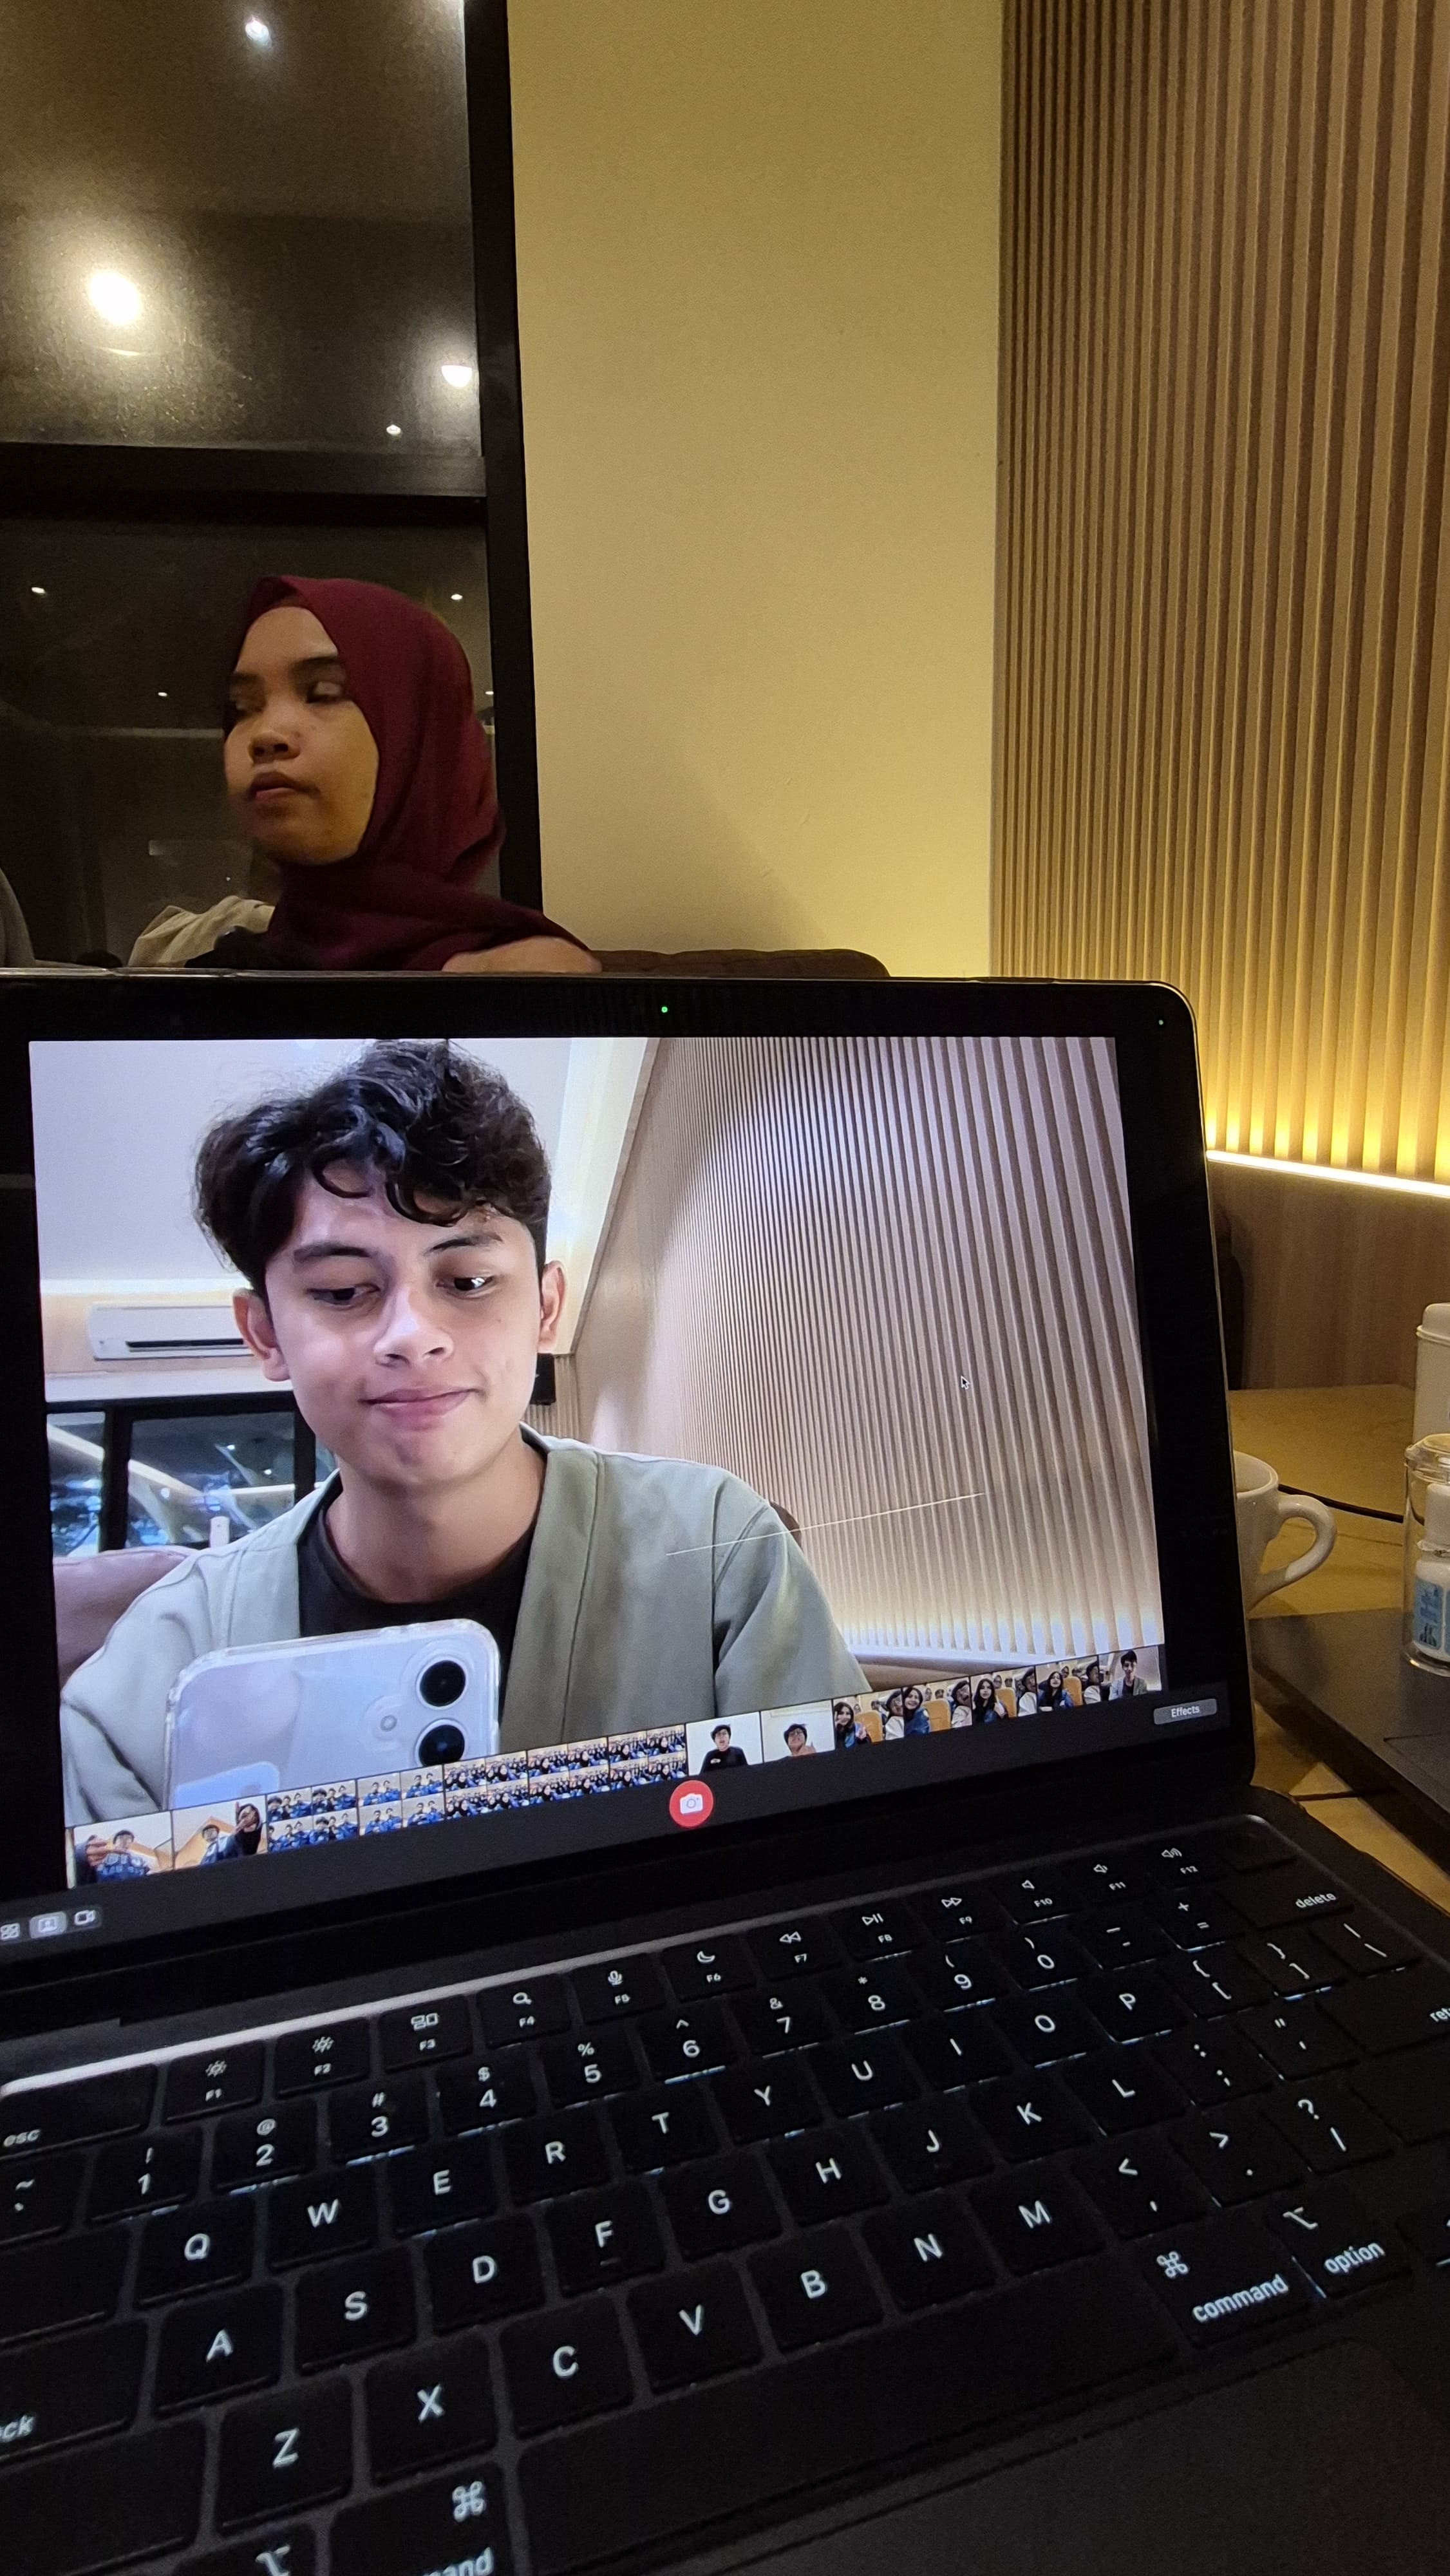 Effects
esc
F1
F2
F3
F4
F5
F6
F7
F8
F9
F10
F11
F12
~ `
! 1
@ 2
# 3
$ 4
% 5
^ 6
& 7
* 8
( 9
) 0
— -
+ =
delete
Q W E R T Y U I O P { [ } ] | \
A S D F G H J K L : ; " '
Z X C V B N M < , > . ? /
⌘
command
⌥
option
⌘
⌥